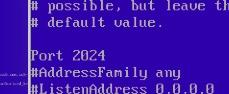 # possible, but leave th
# default value.

Port 2024
#AddressFamily any
#ListenAddress 0.0.0.0